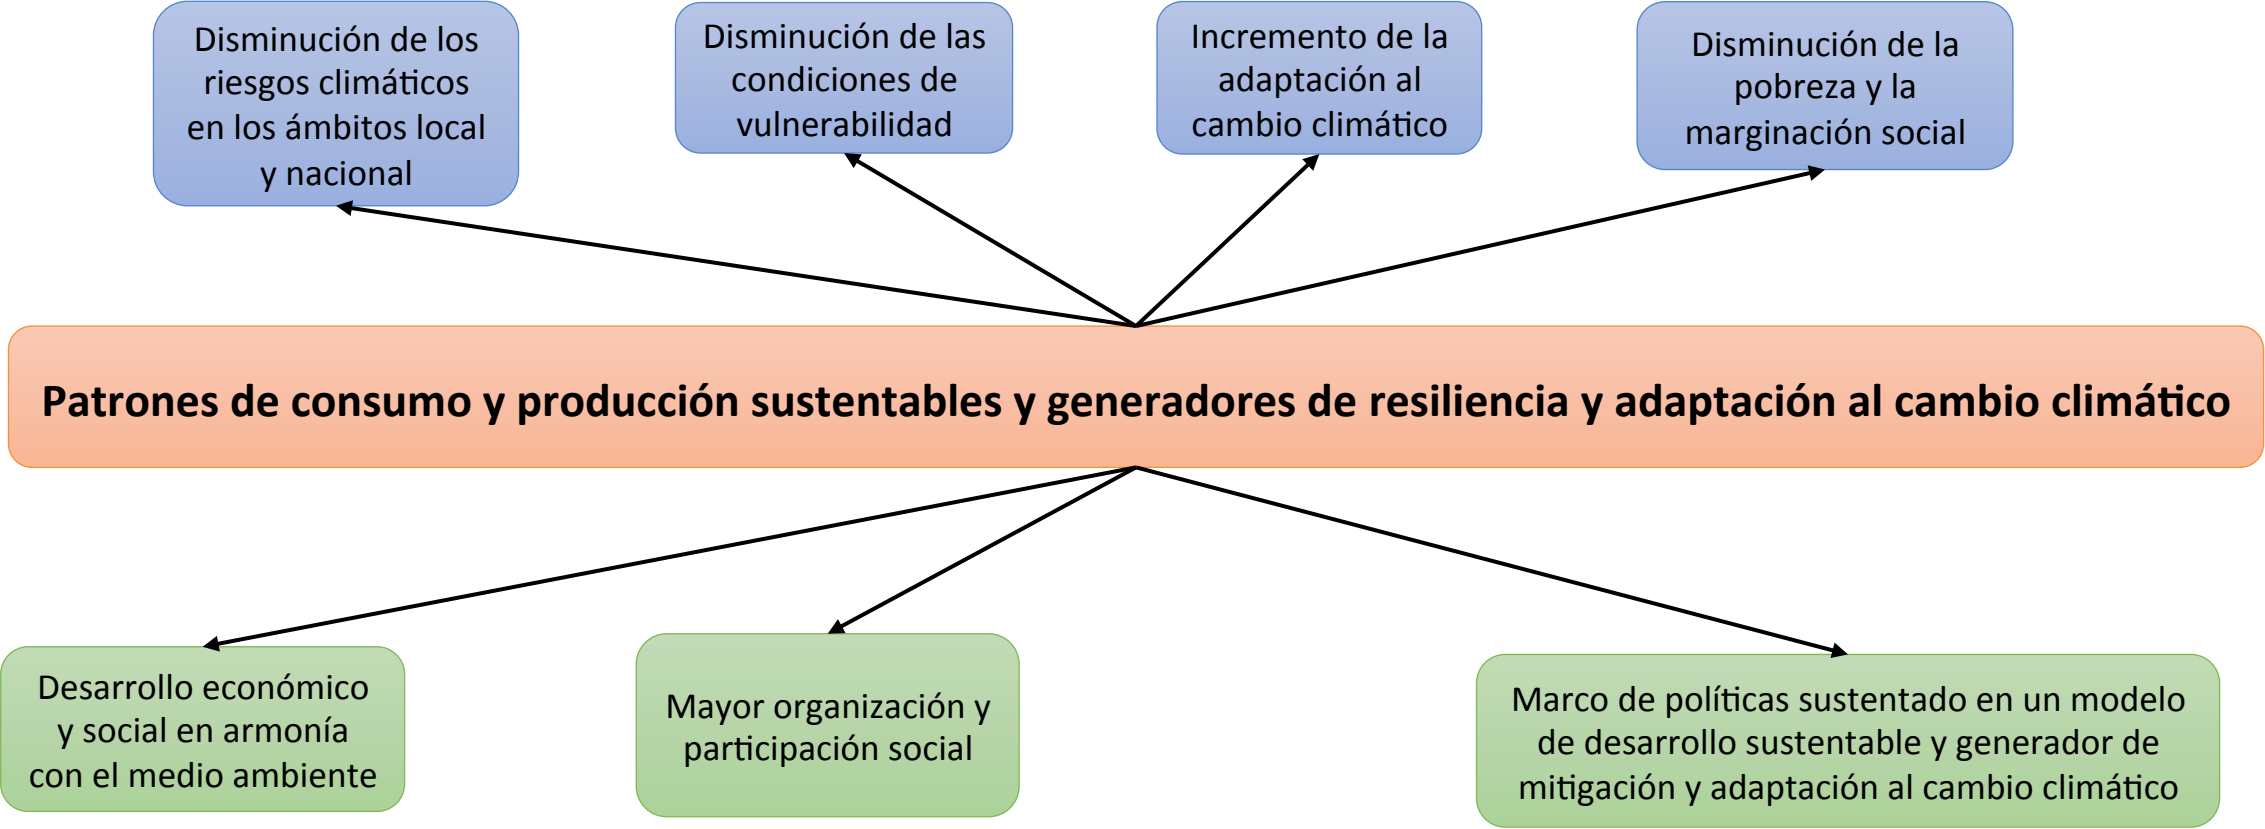 Disminución de los
riesgos climáticos
en los ámbitos local
y nacional
Disminución de las
condiciones de
vulnerabilidad
Incremento de la
adaptación al
cambio climático
Disminución de la
pobreza y la
marginación social
Patrones de consumo y producción sustentables y generadores de resiliencia y adaptación al cambio climático
Desarrollo económico
y social en armonía
con el medio ambiente
Mayor organización y
participación social
Marco de políticas sustentado en un modelo
de desarrollo sustentable y generador de
mitigación y adaptación al cambio climático